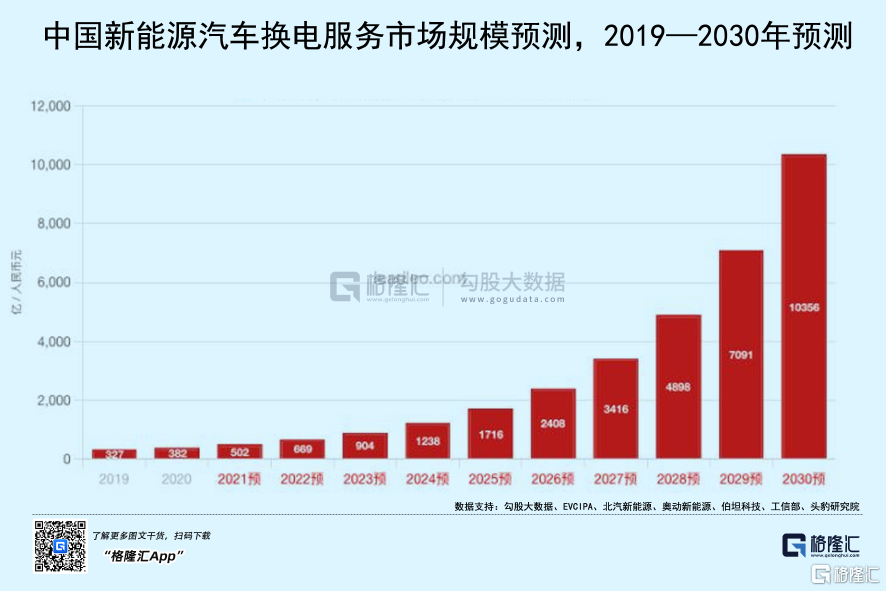 中国新能源汽车换电服务市场规模预测，2019—2030年预测
12,000
10,000
8,000
6,000
4,000
2,000
0
亿 / 人民币元
327
382
502
669
904
1238
1716
2408
3416
4898
7091
10356
2019
2020
2021预
2022预
2023预
2024预
2025预
2026预
2027预
2028预
2029预
2030预
格隆汇
www.gelonghui.com
勾股大数据
www.gogudata.com
数据支持：勾股大数据、EVCIPA、北汽新能源、奥动新能源、伯坦科技、工信部、头豹研究院
了解更多图文干货，扫码下载
“格隆汇App”
格隆汇
www.gelonghui.com
格隆汇